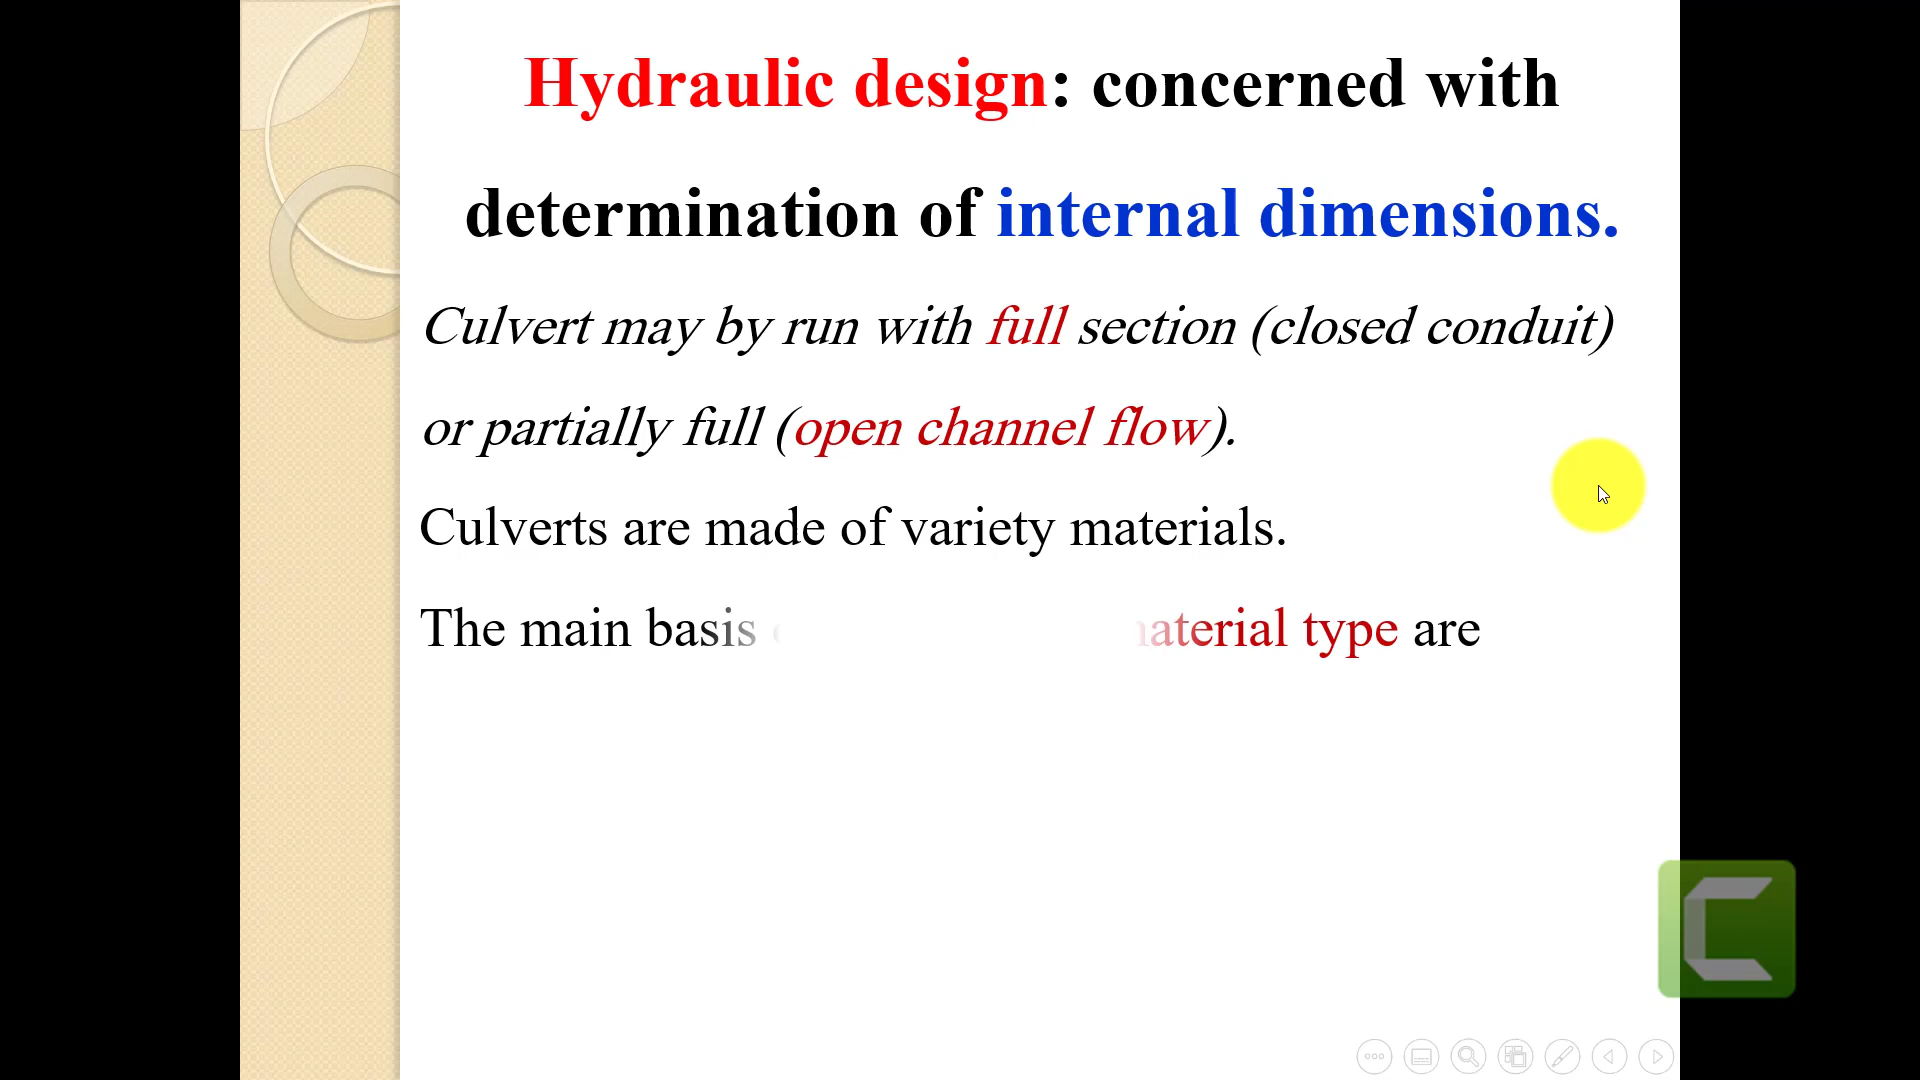 Hydraulic design: concerned with
determination of internal dimensions.
Culvert may by run with full section (closed conduit)
or partially full (open channel flow).
Culverts are made of variety materials.
The main basis type are